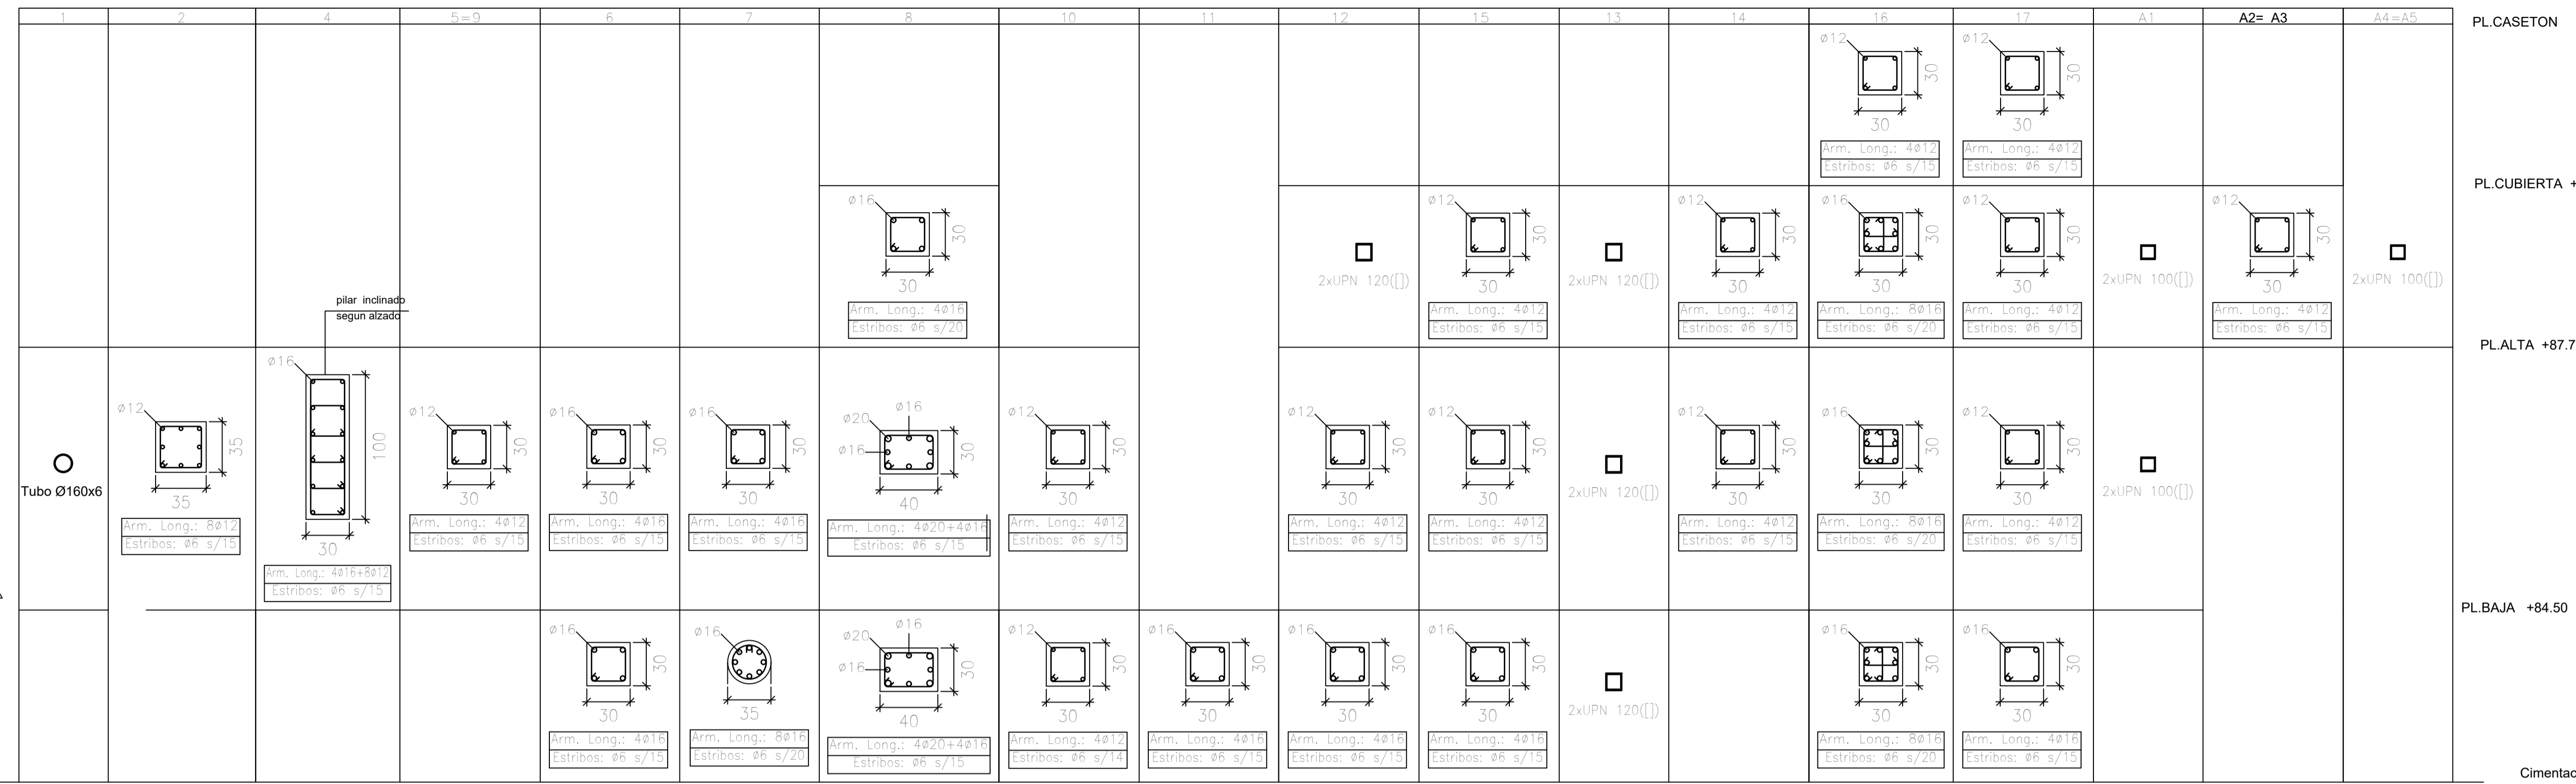 1 2 4 5=9 6 7 8 10 11 12 15 13 14 16 17 A1 A2= A3 A4=A5
PL.CASETON
Ø12
30
30
Arm. Long.: 4Ø12
Estribos: Ø6 s/15
Ø12
30
30
Arm. Long.: 4Ø12
Estribos: Ø6 s/15
PL.CUBIERTA +
Ø16
30
30
Arm. Long.: 4Ø16
Estribos: Ø6 s/20
2xUPN 120([])
Ø12
30
30
Arm. Long.: 4Ø12
Estribos: Ø6 s/15
2xUPN 120([])
Ø12
30
30
Arm. Long.: 4Ø12
Estribos: Ø6 s/15
Ø16
30
30
Arm. Long.: 8Ø16
Estribos: Ø6 s/20
Ø12
30
30
Arm. Long.: 4Ø12
Estribos: Ø6 s/15
2xUPN 100([])
Ø12
30
30
Arm. Long.: 4Ø12
Estribos: Ø6 s/15
2xUPN 100([])
pilar inclinado
segun alzado
PL.ALTA +87.7
Tubo Ø160x6
Ø12
35
35
Arm. Long.: 8Ø12
Estribos: Ø6 s/15
Ø16
100
30
Arm. Long.: 4Ø16+8Ø12
Estribos: Ø6 s/15
Ø12
30
30
Arm. Long.: 4Ø12
Estribos: Ø6 s/15
Ø16
30
30
Arm. Long.: 4Ø16
Estribos: Ø6 s/15
Ø16
30
30
Arm. Long.: 4Ø16
Estribos: Ø6 s/15
Ø16
Ø20
Ø16
30
40
Arm. Long.: 4Ø20+4Ø16
Estribos: Ø6 s/15
Ø12
30
30
Arm. Long.: 4Ø12
Estribos: Ø6 s/15
Ø12
30
30
Arm. Long.: 4Ø12
Estribos: Ø6 s/15
Ø12
30
30
Arm. Long.: 4Ø12
Estribos: Ø6 s/15
2xUPN 120([])
Ø12
30
30
Arm. Long.: 4Ø12
Estribos: Ø6 s/15
Ø16
30
30
Arm. Long.: 8Ø16
Estribos: Ø6 s/20
Ø12
30
30
Arm. Long.: 4Ø12
Estribos: Ø6 s/15
2xUPN 100([])
PL.BAJA +84.50
Ø16
30
30
Arm. Long.: 4Ø16
Estribos: Ø6 s/15
Ø16
35
Arm. Long.: 8Ø16
Estribos: Ø6 s/20
Ø16
Ø20
Ø16
30
40
Arm. Long.: 4Ø20+4Ø16
Estribos: Ø6 s/15
Ø12
30
30
Arm. Long.: 4Ø12
Estribos: Ø6 s/14
Ø16
30
30
Arm. Long.: 4Ø16
Estribos: Ø6 s/15
Ø16
30
30
Arm. Long.: 4Ø16
Estribos: Ø6 s/15
Ø16
30
30
Arm. Long.: 4Ø16
Estribos: Ø6 s/15
2xUPN 120([])
Ø16
30
30
Arm. Long.: 8Ø16
Estribos: Ø6 s/20
Ø16
30
30
Arm. Long.: 4Ø16
Estribos: Ø6 s/15
Cimentac